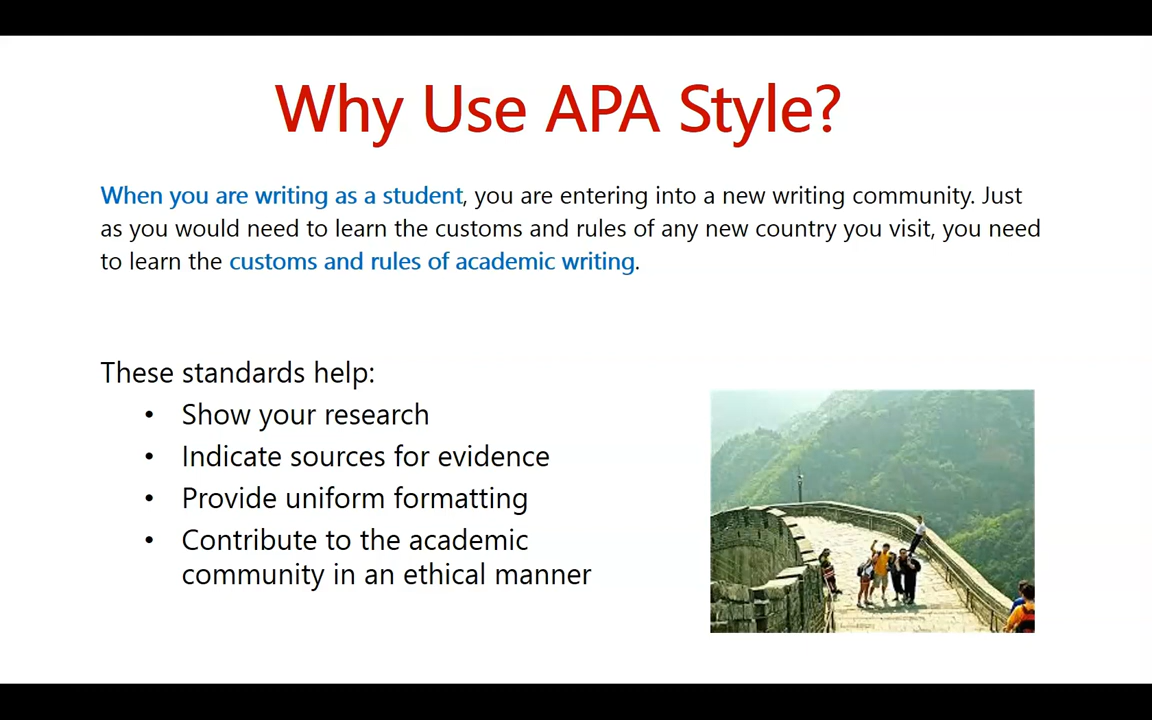 Why Use APA Style?
When you are writing as a student, you are entering into a new writing community. Just
as you would need to learn the customs and rules of any new country you visit, you need
to learn the customs and rules of academic writing.
These standards help:
• Show your research
• Indicate sources for evidence
• Provide uniform formatting
• Contribute to the academic
community in an ethical manner